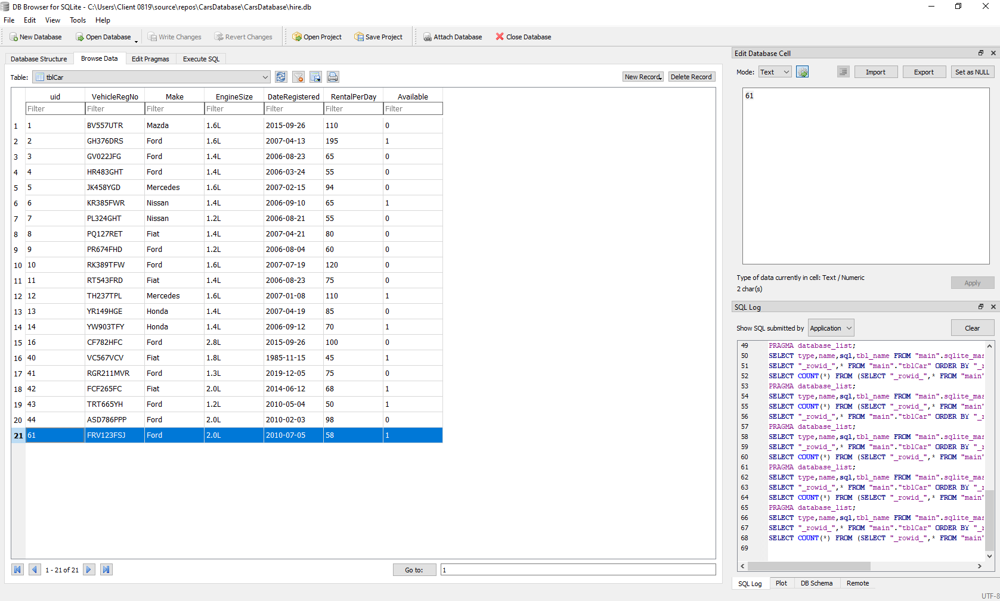 DB Browser for SQLite - C:\Users\Client 0819\source\repos\CarsDatabase\CarsDatabase\hire.db
File Edit View Tools Help
New Database Open Database Write Changes Revert Changes Open Project Save Project Attach Database Close Database
Database Structure Browse Data Edit Pragmas Execute SQL
Table: tblCar New Record Delete Record
uid VehicleRegNo Make EngineSize DateRegistered RentalPerDay Available
Filter Filter Filter Filter Filter Filter Filter
1 1 BV557UTR Mazda 1.6L 2015-09-26 110 0
2 2 GH376DRS Ford 1.6L 2007-04-13 195 1
3 3 GV022JFG Ford 1.4L 2006-08-23 65 0
4 4 HR483GHT Ford 1.4L 2006-03-24 55 0
5 5 JK458YGD Mercedes 1.6L 2007-02-15 94 0
6 6 KR385FWR Nissan 1.4L 2006-09-10 65 1
7 7 PL324GHT Nissan 1.2L 2006-08-21 55 0
8 8 PQ127RET Fiat 1.4L 2007-04-21 80 0
9 9 PR674FHD Ford 1.2L 2006-08-04 60 0
10 10 RK389TFW Ford 1.6L 2007-07-19 120 0
11 11 RT543FRD Fiat 1.4L 2006-08-23 75 0
12 12 TH237TPL Mercedes 1.6L 2007-01-08 110 1
13 13 YR149HGE Honda 1.4L 2007-04-19 85 0
14 14 YW903TFY Honda 1.4L 2006-09-12 70 1
15 16 CF782HFC Ford 2.8L 2015-09-26 100 0
16 40 VC567VCV Fiat 1.8L 1985-11-15 45 1
17 41 RGR211MVR Ford 1.3L 2019-12-05 75 0
18 42 FCF265FC Fiat 2.0L 2014-06-12 68 1
19 43 TRT665YH Ford 1.2L 2010-05-04 50 1
20 44 ASD786PPP Ford 2.0L 2010-02-03 98 0
21 61 FRV123FSJ Ford 2.0L 2010-07-05 58 1
1 - 21 of 21 Go to: 1
Edit Database Cell
Mode: Text Import Export Set as NULL
61
Type of data currently in cell: Text / Numeric
2 char(s)
Apply
SQL Log
Show SQL submitted by Application Clear
49 PRAGMA database_list;
50 SELECT type,name,sql,tbl_name FROM "main".sqlite_mas
51 SELECT "_rowid_",* FROM "main"."tblCar" ORDER BY "_r
52 SELECT COUNT(*) FROM (SELECT "_rowid_",* FROM "main"
53 PRAGMA database_list;
54 SELECT type,name,sql,tbl_name FROM "main".sqlite_mas
55 SELECT COUNT(*) FROM (SELECT "_rowid_",* FROM "main"
56 SELECT "_rowid_",* FROM "main"."tblCar" ORDER BY "_r
57 PRAGMA database_list;
58 SELECT type,name,sql,tbl_name FROM "main".sqlite_mas
59 SELECT "_rowid_",* FROM "main"."tblCar" ORDER BY "_r
60 SELECT COUNT(*) FROM (SELECT "_rowid_",* FROM "main"
61 PRAGMA database_list;
62 SELECT type,name,sql,tbl_name FROM "main".sqlite_mas
63 SELECT "_rowid_",* FROM "main"."tblCar" ORDER BY "_r
64 SELECT COUNT(*) FROM (SELECT "_rowid_",* FROM "main"
65 PRAGMA database_list;
66 SELECT type,name,sql,tbl_name FROM "main".sqlite_mas
67 SELECT "_rowid_",* FROM "main"."tblCar" ORDER BY "_r
68 SELECT COUNT(*) FROM (SELECT "_rowid_",* FROM "main"
69
SQL Log Plot DB Schema Remote
UTF-8